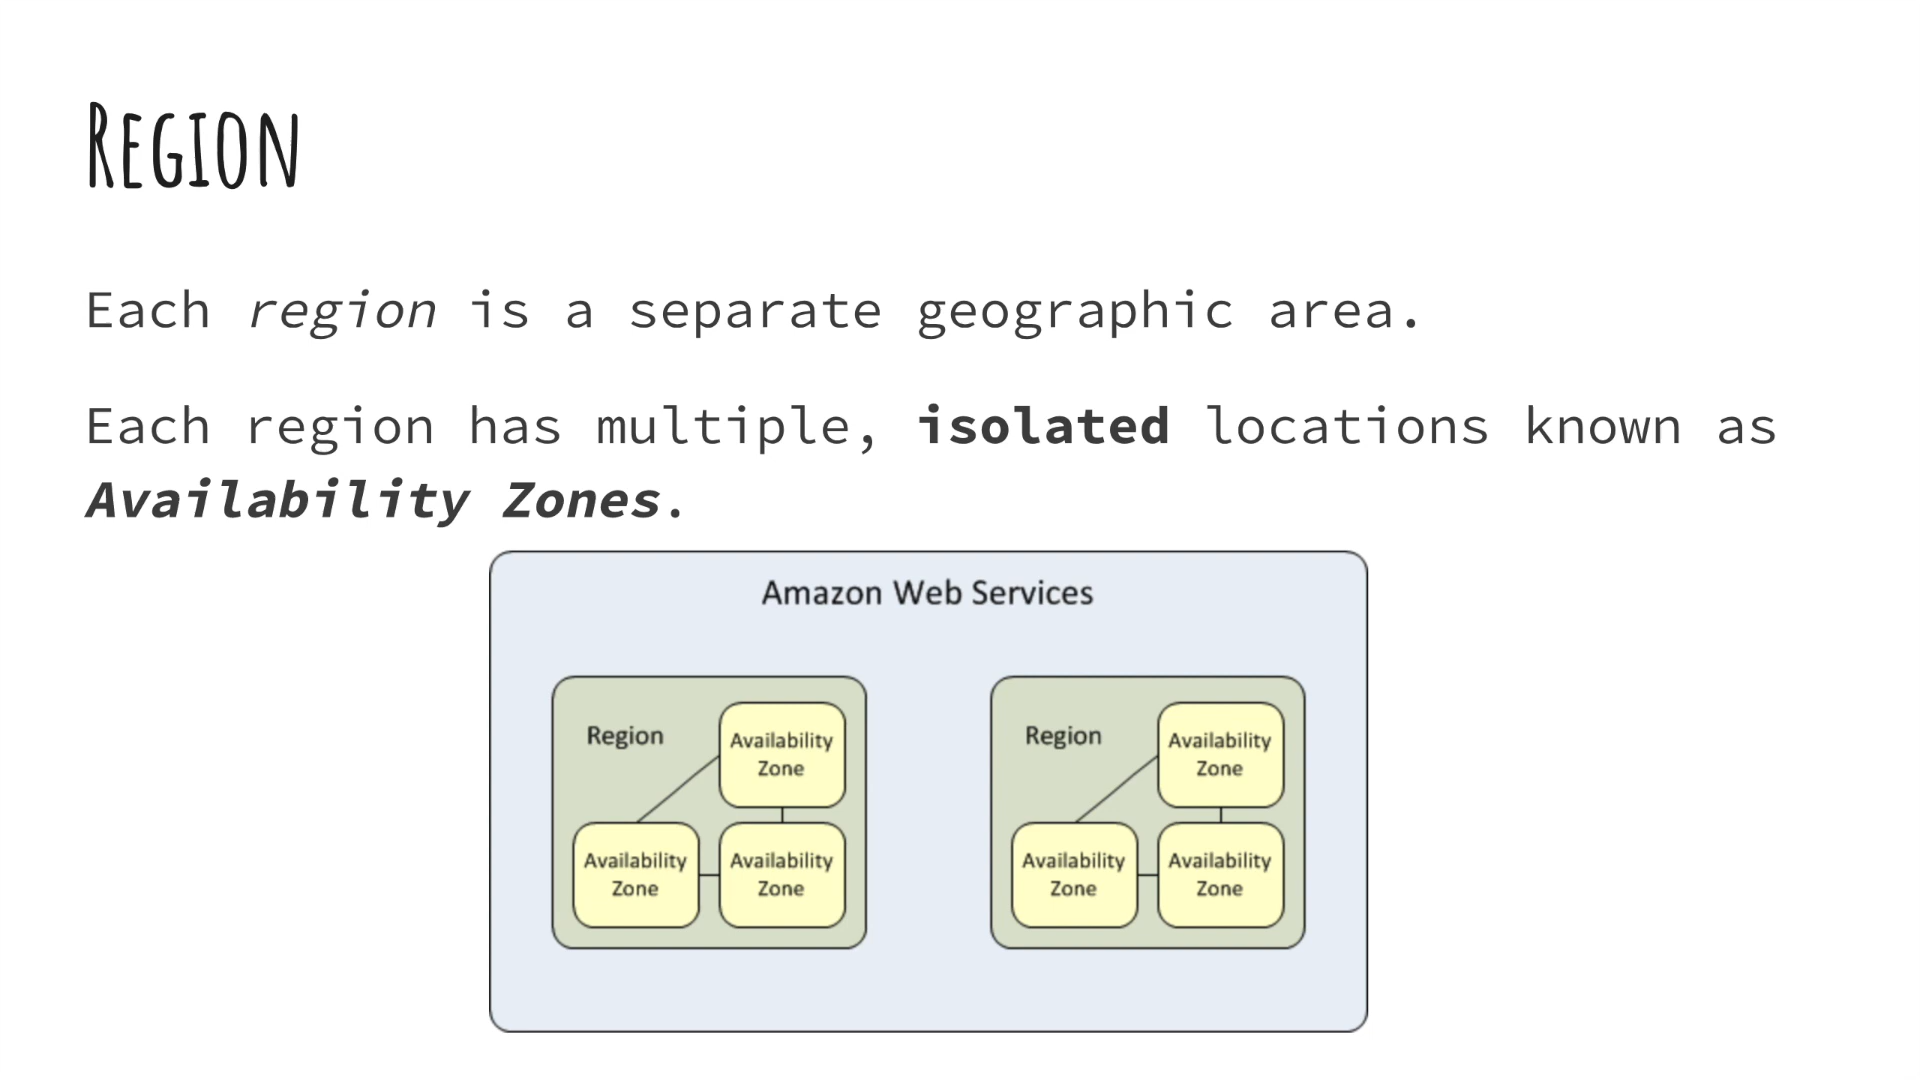 Region
Each region is a separate geographic area.
Each region has multiple, isolated locations known as
Availability Zones.
Amazon Web Services
Region
Availability
Zone
Availability
Zone
Availability
Zone
Region
Availability
Zone
Availability
Zone
Availability
Zone